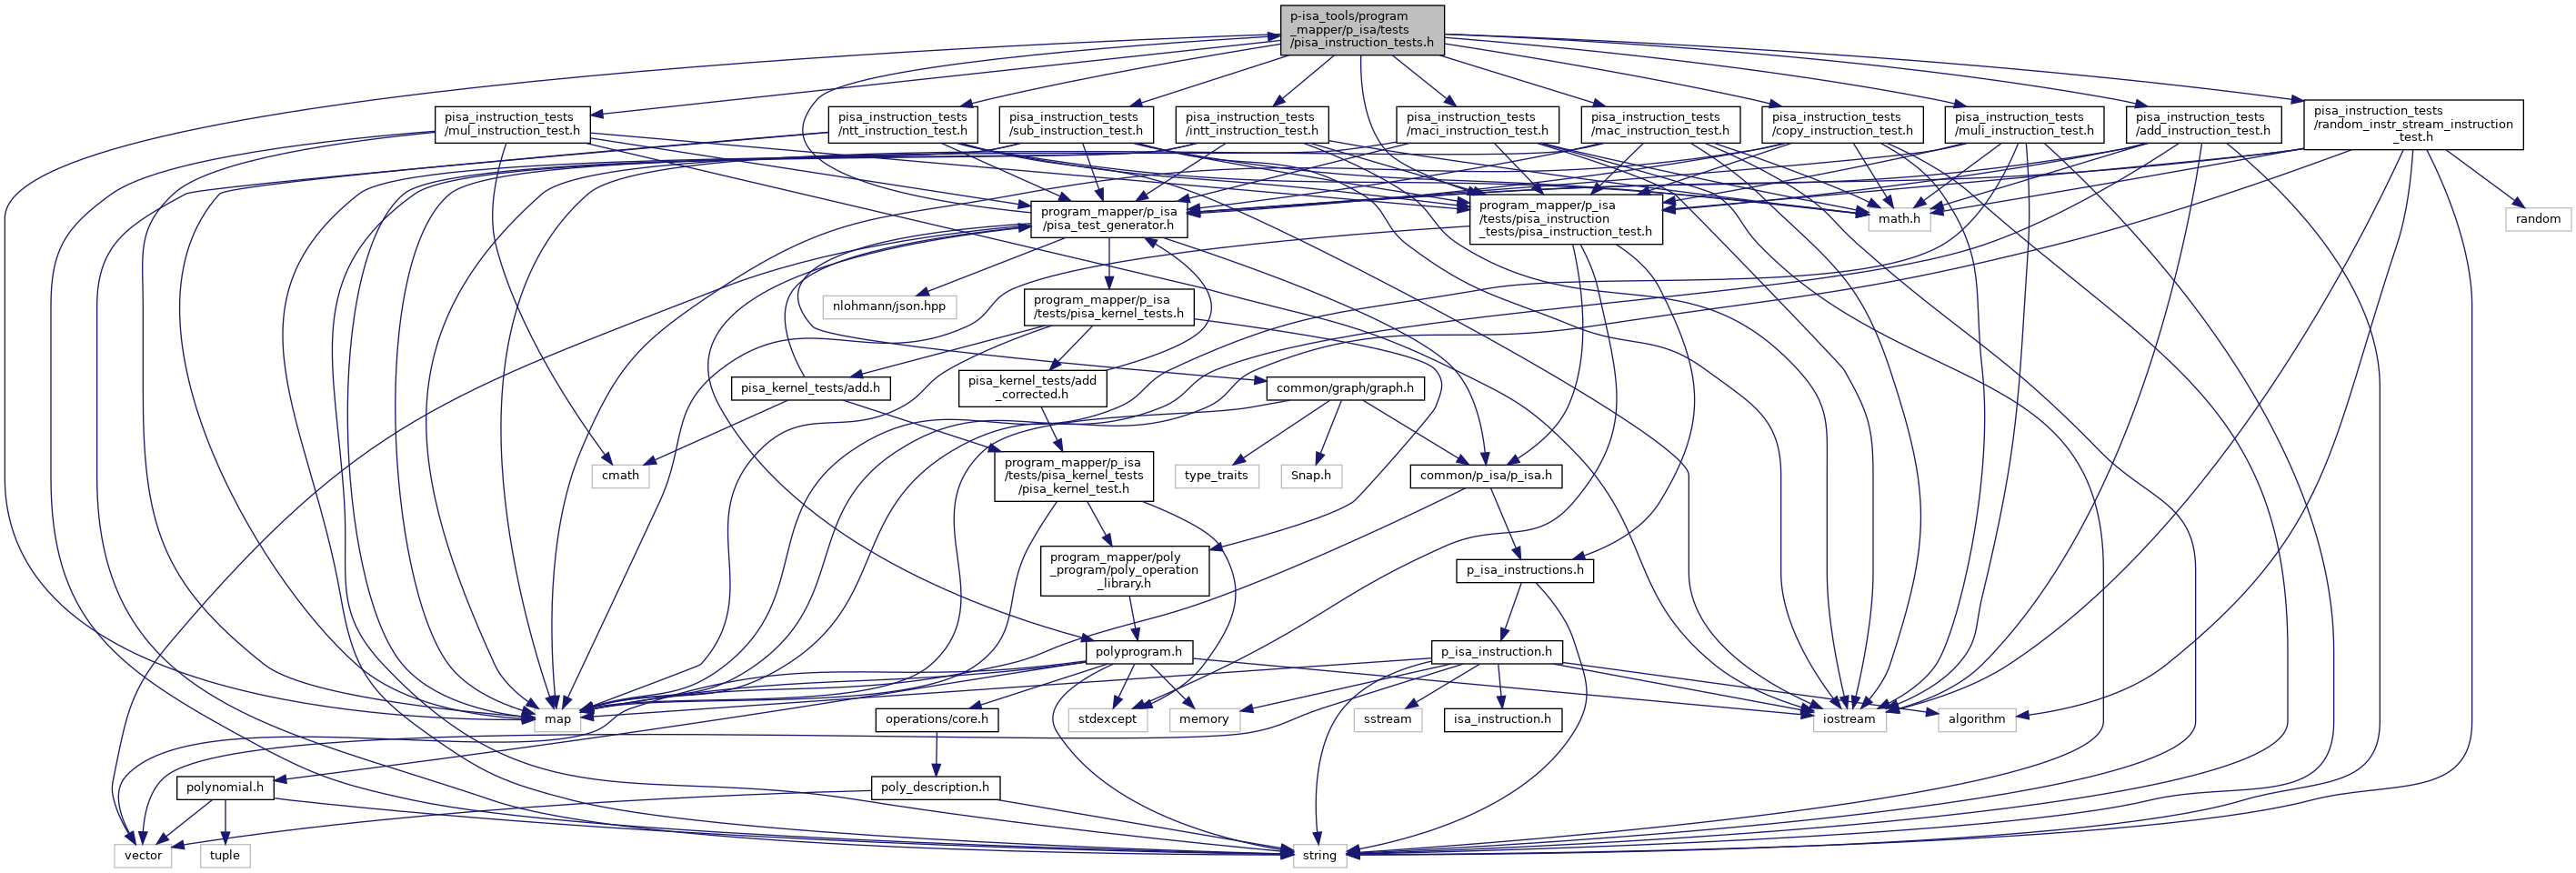 p-isa_tools/program
_mapper/p_isa/tests
/pisa_instruction_tests.h
pisa_instruction_tests
/mul_instruction_test.h
pisa_instruction_tests
/ntt_instruction_test.h
pisa_instruction_tests
/sub_instruction_test.h
pisa_instruction_tests
/intt_instruction_test.h
pisa_instruction_tests
/maci_instruction_test.h
pisa_instruction_tests
/mac_instruction_test.h
pisa_instruction_tests
/copy_instruction_test.h
pisa_instruction_tests
/muli_instruction_test.h
pisa_instruction_tests
/add_instruction_test.h
pisa_instruction_tests
/random_instr_stream_instruction
_test.h
program_mapper/p_isa
/pisa_test_generator.h
program_mapper/p_isa
/tests/pisa_instruction
_tests/pisa_instruction_test.h
math.h
random
nlohmann/json.hpp
program_mapper/p_isa
/tests/pisa_kernel_tests.h
pisa_kernel_tests/add.h
pisa_kernel_tests/add
_corrected.h
common/graph/graph.h
cmath
program_mapper/p_isa
/tests/pisa_kernel_tests
/pisa_kernel_test.h
type_traits
Snap.h
common/p_isa/p_isa.h
program_mapper/poly
_program/poly_operation
_library.h
p_isa_instructions.h
polyprogram.h
p_isa_instruction.h
map
operations/core.h
stdexcept
memory
sstream
isa_instruction.h
iostream
algorithm
polynomial.h
poly_description.h
vector
tuple
string